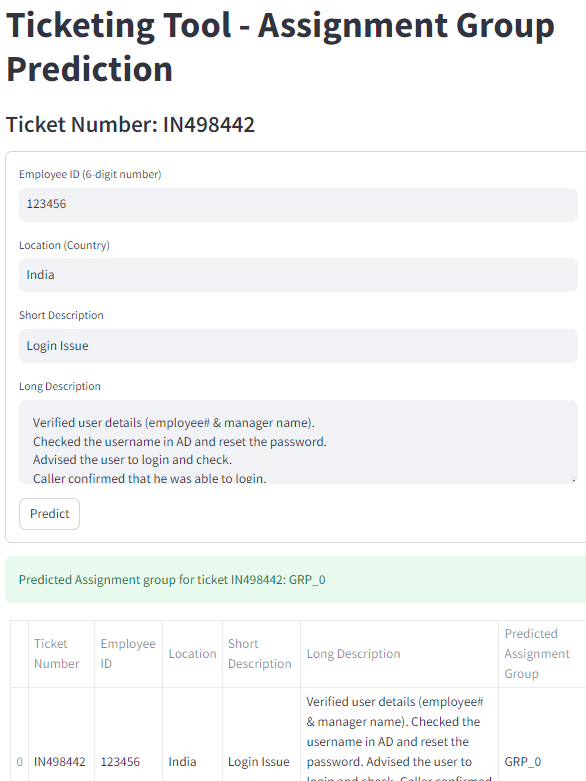 Ticketing Tool - Assignment Group
Prediction
Ticket Number: IN498442
Employee ID (6-digit number)
123456
Location (Country)
India
Short Description
Login Issue
Long Description
Verified user details (employee# & manager name).
Checked the username in AD and reset the password.
Advised the user to login and check.
Caller confirmed that he was able to login.
Predict
Predicted Assignment group for ticket IN498442: GRP_0
Ticket
Number
Employee
ID
Location
Short
Description
Long Description
Predicted
Assignment
Group
0
IN498442
123456
India
Login Issue
Verified user details (employee#
& manager name). Checked the
username in AD and reset the
password. Advised the user to
login and check. Caller confirmed
GRP_0